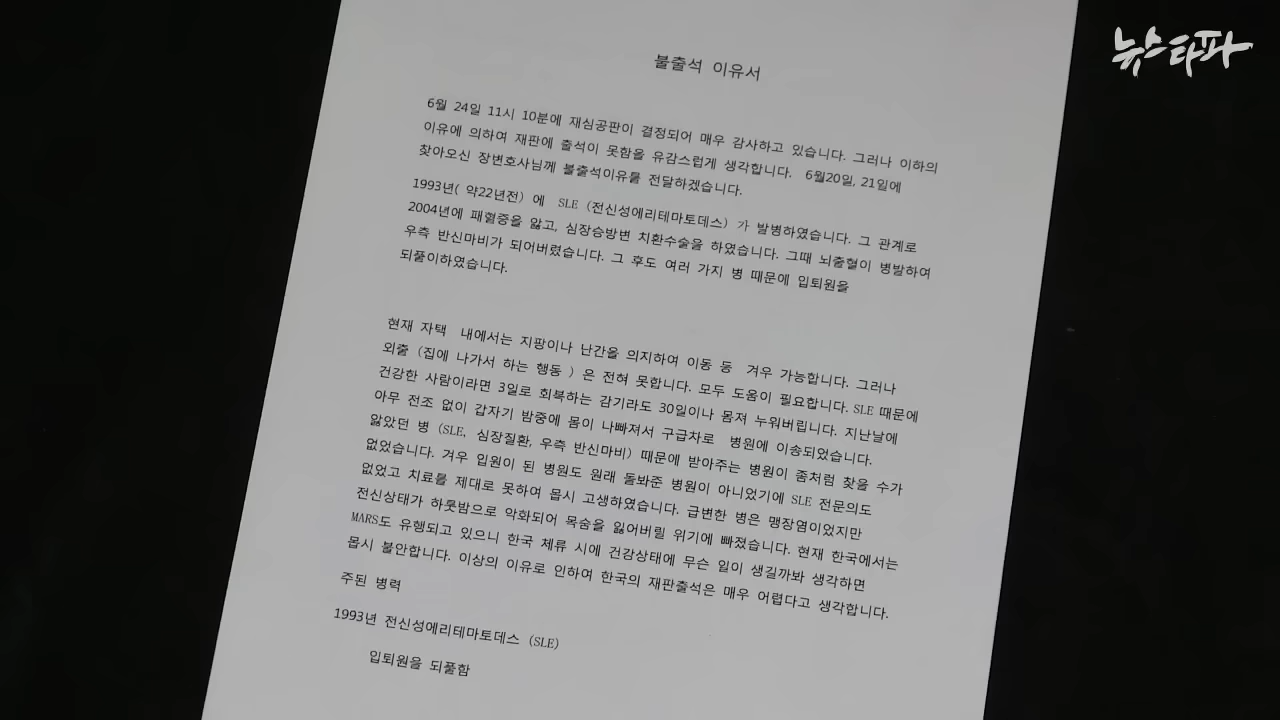 뉴스타파
불출석 이유서
6월 24일 11시 10분에 재심공판이 결정되어 매우 감사하고 있습니다. 그러나 이하의
이유에 의하여 재판에 출석이 못함을 유감스럽게 생각합니다. 6월20일, 21일에
찾아오신 장변호사님께 불출석이유를 전달하겠습니다.
1993년( 약22년전) 에 SLE (전신성에리테마토데스) 가 발병하였습니다. 그 관계로
2004년에 패혈증을 앓고, 심장승방변 치환수술을 하였습니다. 그때 뇌출혈이 병발하여
우측 반신마비가 되어버렸습니다. 그 후도 여러 가지 병 때문에 입퇴원을
되풀이하였습니다.
현재 자택 내에서는 지팡이나 난간을 의지하여 이동 등 겨우 가능합니다. 그러나
외출 (집에 나가서 하는 행동 ) 은 전혀 못합니다. 모두 도움이 필요합니다. SLE 때문에
건강한 사람이라면 3일로 회북하는 감기라도 30일이나 몸져 누워버립니다. 지난날에
아무 전조 없이 갑자기 밤중에 몸이 나빠져서 구급차로 병원에 이송되었습니다.
앓았던 병 (SLE, 심장질환, 우측 반신마비) 때문에 받아주는 병원이 좀처럼 찾을 수가
없었습니다. 겨우 입원이 된 병원도 원래 돌봐준 병원이 아니었기에 SLE 전문의도
없었고 치료를 제대로 못하여 몹시 고생하였습니다. 급변한 병은 맹장염이었지만
전신상태가 하룻밤으로 악화되어 목숨을 잃어버릴 위기에 빠졌습니다. 현재 한국에서는
MARS도 유행되고 있으니 한국 체류 시에 건감상태에 무슨 일이 생길까봐 생각하면
몹시 불안합니다. 이상의 이유로 인하여 한국의 재판출석은 매우 어렵다고 생각합니다.
주된 병력
1993년 전신성에리테마토데스 (SLE)
입퇴원을 되풀함